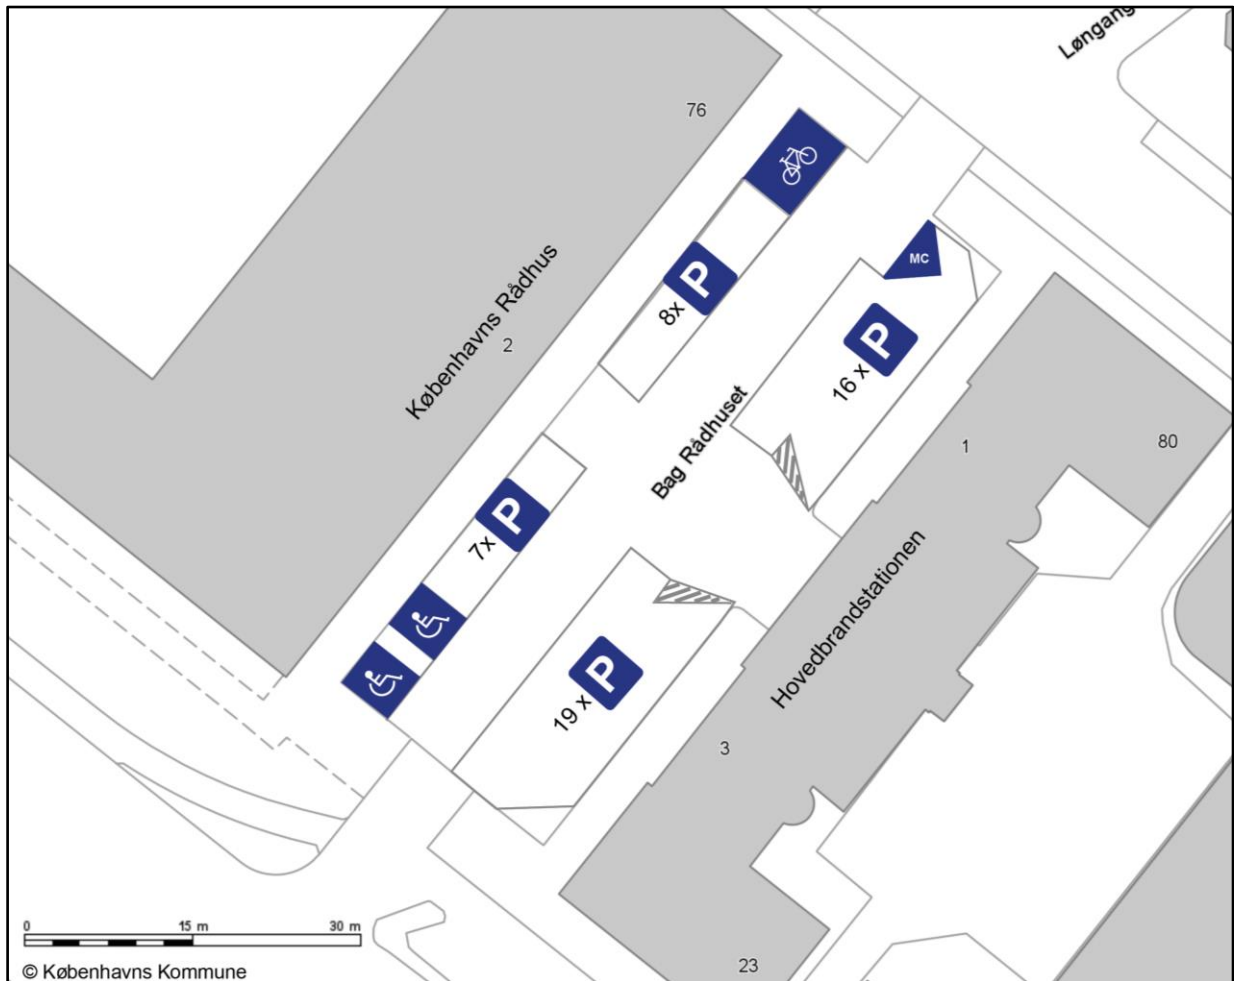 Løngang
76
Københavns Rådhus
2
8x P
MC
16 x P
Bag Rådhuset
1
80
7x P
Hovedbrandstationen
19 x P
3
0 15 m 30 m
© Københavns Kommune
23